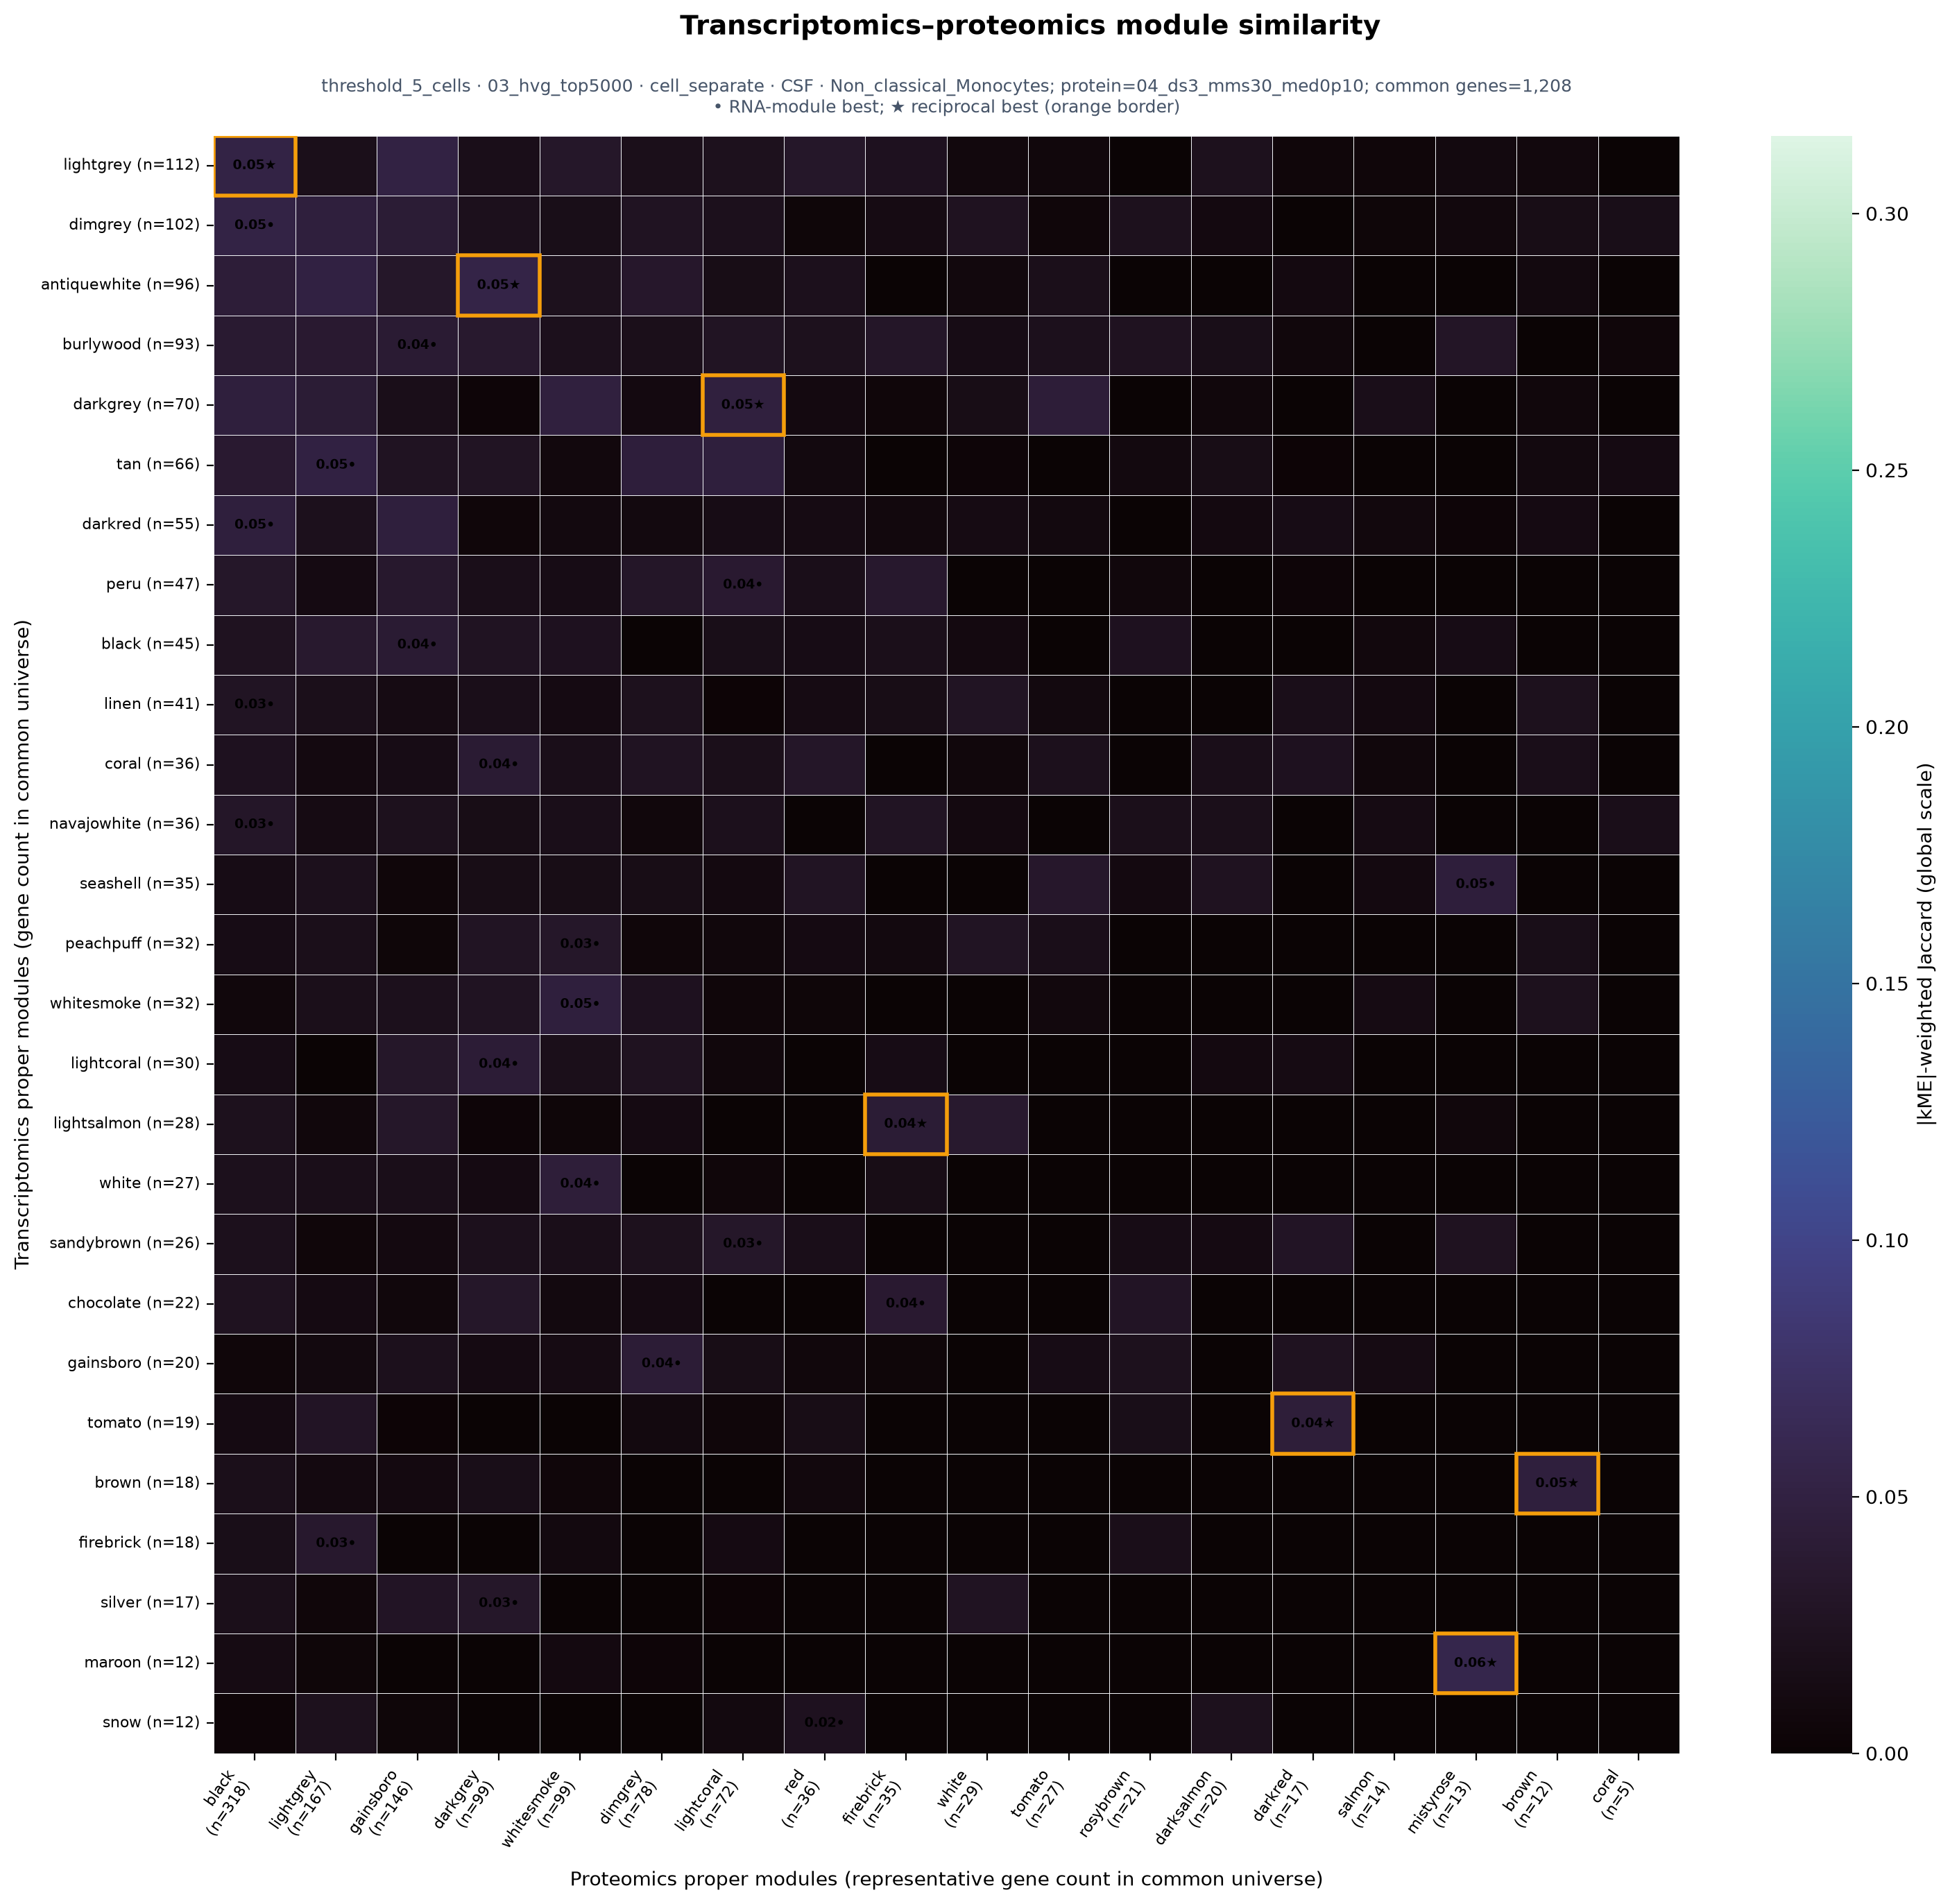 Transcriptomics–proteomics module similarity
threshold_5_cells · 03_hvg_top5000 · cell_separate · CSF · Non_classical_Monocytes; protein=04_ds3_mms30_med0p10; common genes=1,208
• RNA-module best; ★ reciprocal best (orange border)
Transcriptomics proper modules (gene count in common universe)
lightgrey (n=112) 0.05★
dimgrey (n=102) 0.05•
antiquewhite (n=96) 0.05★
burlywood (n=93) 0.04•
darkgrey (n=70) 0.05★
tan (n=66) 0.05•
darkred (n=55) 0.05•
peru (n=47) 0.04•
black (n=45) 0.04•
linen (n=41) 0.03•
coral (n=36) 0.04•
navajowhite (n=36) 0.03•
seashell (n=35) 0.05•
peachpuff (n=32) 0.03•
whitesmoke (n=32) 0.05•
lightcoral (n=30) 0.04•
lightsalmon (n=28) 0.04★
white (n=27) 0.04•
sandybrown (n=26) 0.03•
chocolate (n=22) 0.04•
gainsboro (n=20) 0.04•
tomato (n=19) 0.04★
brown (n=18) 0.05★
firebrick (n=18) 0.03•
silver (n=17) 0.03•
maroon (n=12) 0.06★
snow (n=12) 0.02•
black
(n=318)
lightgrey
(n=167)
gainsboro
(n=146)
darkgrey
(n=99)
whitesmoke
(n=99)
dimgrey
(n=78)
lightcoral
(n=72)
red
(n=36)
firebrick
(n=35)
white
(n=29)
tomato
(n=27)
rosybrown
(n=21)
darksalmon
(n=20)
darkred
(n=17)
salmon
(n=14)
mistyrose
(n=13)
brown
(n=12)
coral
(n=5)
Proteomics proper modules (representative gene count in common universe)
0.30
0.25
0.20
0.15
0.10
0.05
0.00
|kME|-weighted Jaccard (global scale)